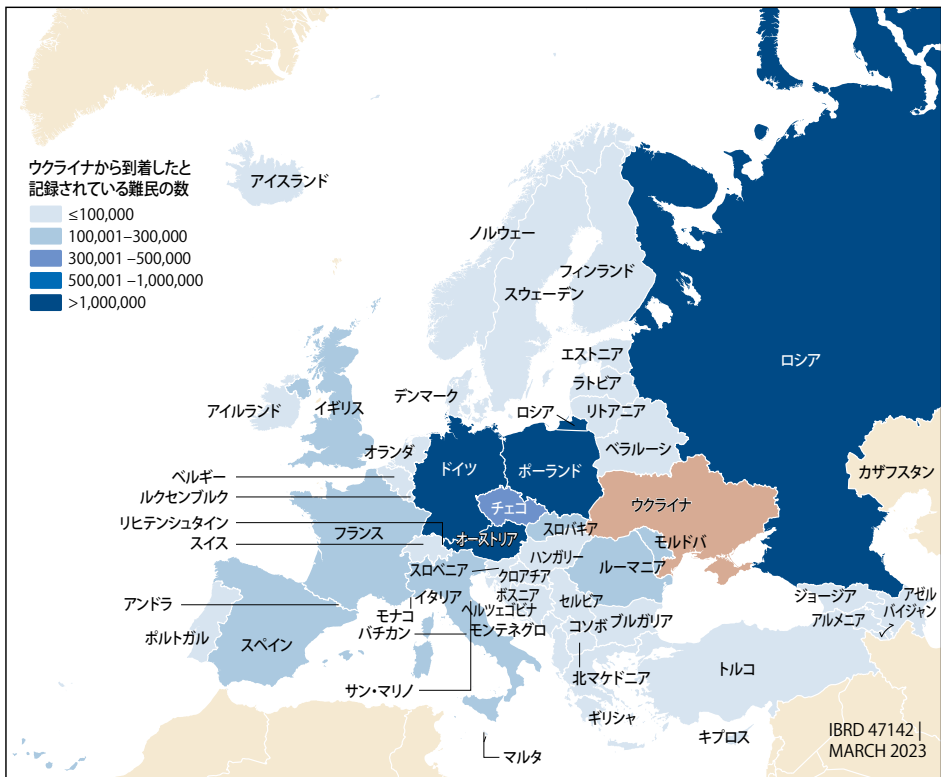 ウクライナから到着したと
記録されている難民の数
≤100,000
100,001–300,000
300,001 –500,000
500,001 –1,000,000
>1,000,000
アイスランド
ノルウェー
フィンランド
スウェーデン
エストニア
ロシア
ラトビア
デンマーク
ロシア
リトアニア
アイルランド
イギリス
オランダ
ベラルーシ
ドイツ
ポーランド
カザフスタン
ベルギー
ルクセンブルク
チェコ
ウクライナ
リヒテンシュタイン
フランス
スロバキア
スイス
オーストリア
モルドバ
ハンガリー
スロベニア
ルーマニア
クロアチア
アンドラ
モナコ
イタリア
ボスニア
ヘルツェゴビナ
セルビア
ジョージア
アゼル
バイジャン
アルメニア
ポルトガル
スペイン
バチカン
モンテネグロ
コソボ
ブルガリア
トルコ
サン・マリノ
北マケドニア
ギリシャ
キプロス
マルタ
IBRD 47142 |
MARCH 2023